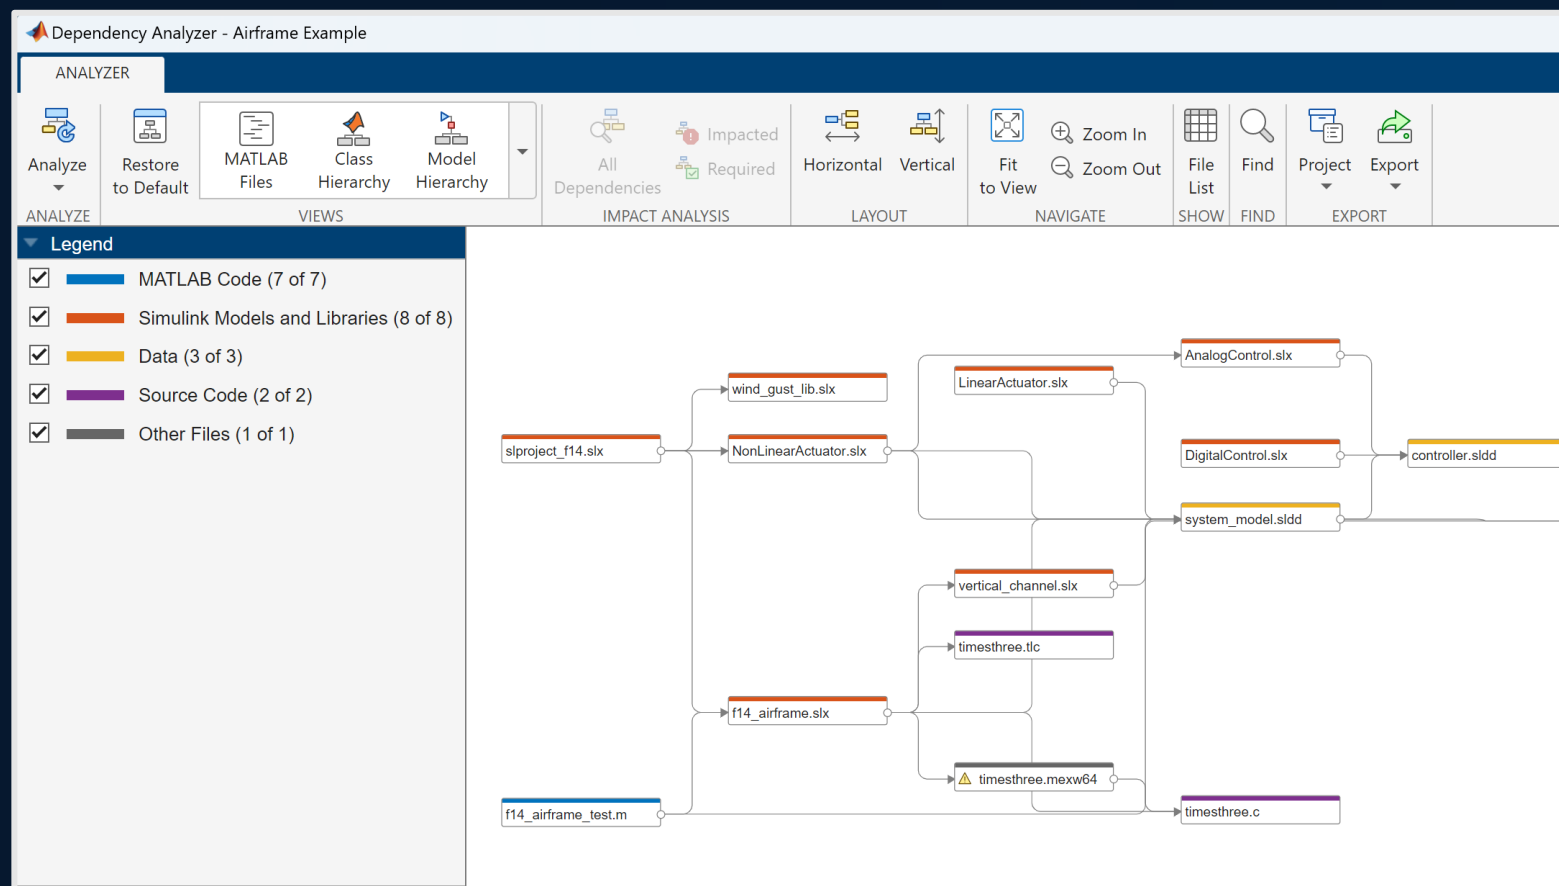 Dependency Analyzer - Airframe Example
ANALYZER
Analyze
Restore
to Default
MATLAB
Files
Class
Hierarchy
Model
Hierarchy
All
Dependencies
Impacted
Required
Horizontal
Vertical
Fit
to View
Zoom In
Zoom Out
File
List
Find
Project
Export
ANALYZE
VIEWS
IMPACT ANALYSIS
LAYOUT
NAVIGATE
SHOW
FIND
EXPORT
Legend
MATLAB Code (7 of 7)
Simulink Models and Libraries (8 of 8)
Data (3 of 3)
Source Code (2 of 2)
Other Files (1 of 1)
AnalogControl.slx
LinearActuator.slx
wind_gust_lib.slx
slproject_f14.slx
NonLinearActuator.slx
DigitalControl.slx
controller.sldd
system_model.sldd
vertical_channel.slx
timesthree.tlc
f14_airframe.slx
timesthree.mexw64
f14_airframe_test.m
timesthree.c